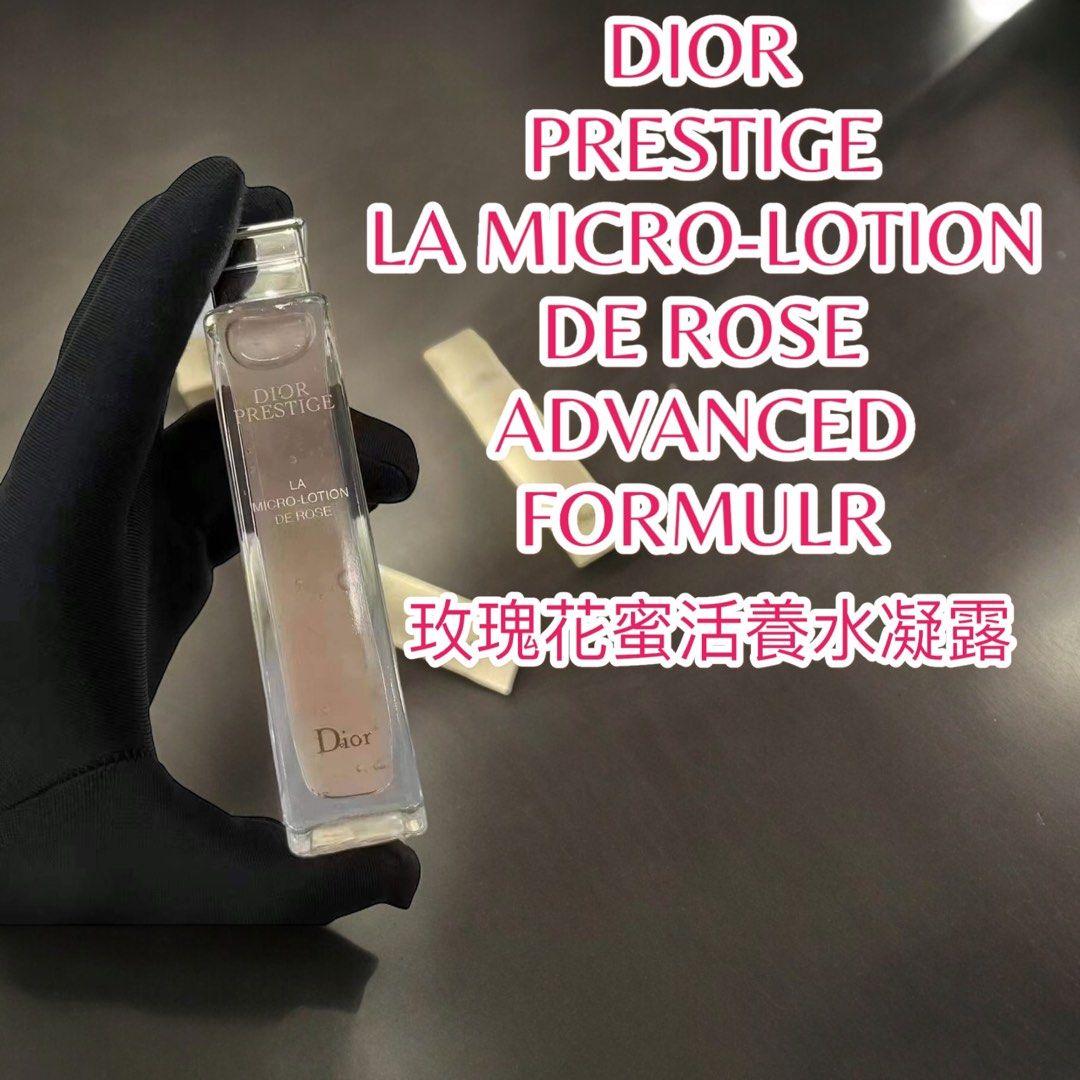 DIOR
PRESTIGE
LA MICRO-LOTION
DE ROSE
ADVANCED
FORMULR
玫瑰花蜜活養水凝露
DIOR
PRESTIGE
LA
MICRO-LOTION
DE ROSE
Dior